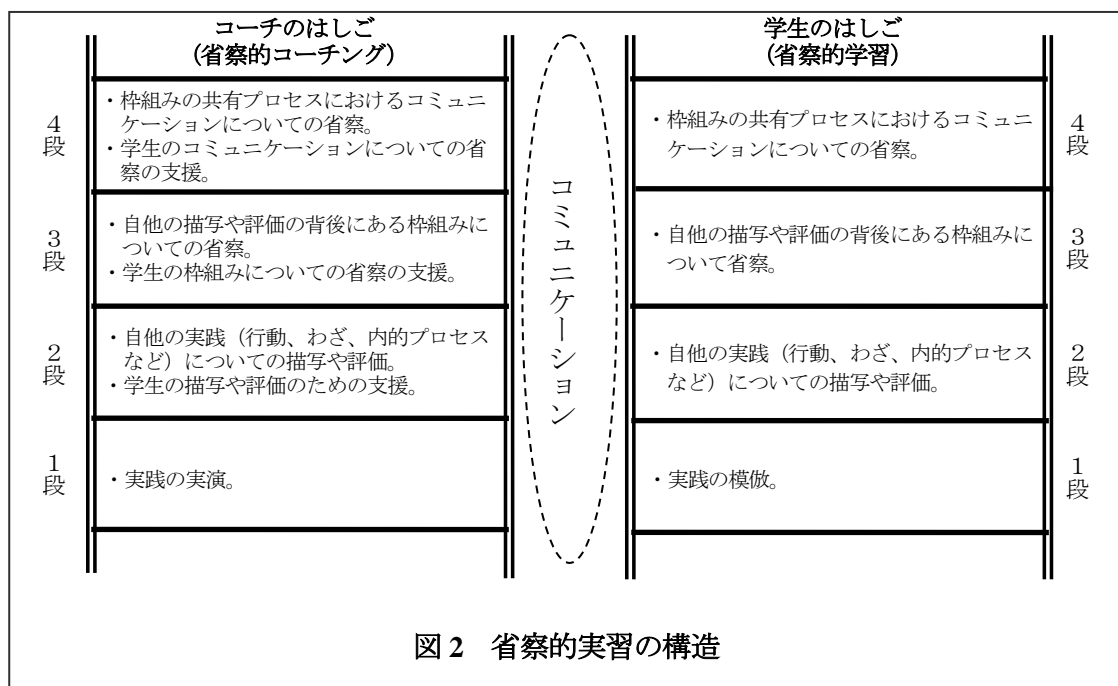 コーチのはしご
（省察的コーチング）
4段
・枠組みの共有プロセスにおけるコミュニ
ケーションについての省察。
・学生のコミュニケーションについての省
察の支援。
3段
・自他の描写や評価の背後にある枠組みに
ついての省察。
・学生の枠組みについての省察の支援。
2段
・自他の実践（行動、わざ、内的プロセス
など）についての描写や評価。
・学生の描写や評価のための支援。
1段
・実践の実演。
コミュニケーション
学生のはしご
（省察的学習）
・枠組みの共有プロセスにおけるコミュニ
ケーションについての省察。
4段
・自他の描写や評価の背後にある枠組みに
ついて省察。
3段
・自他の実践（行動、わざ、内的プロセス
など）についての描写や評価。
2段
・実践の模倣。
1段
図2　省察的実習の構造